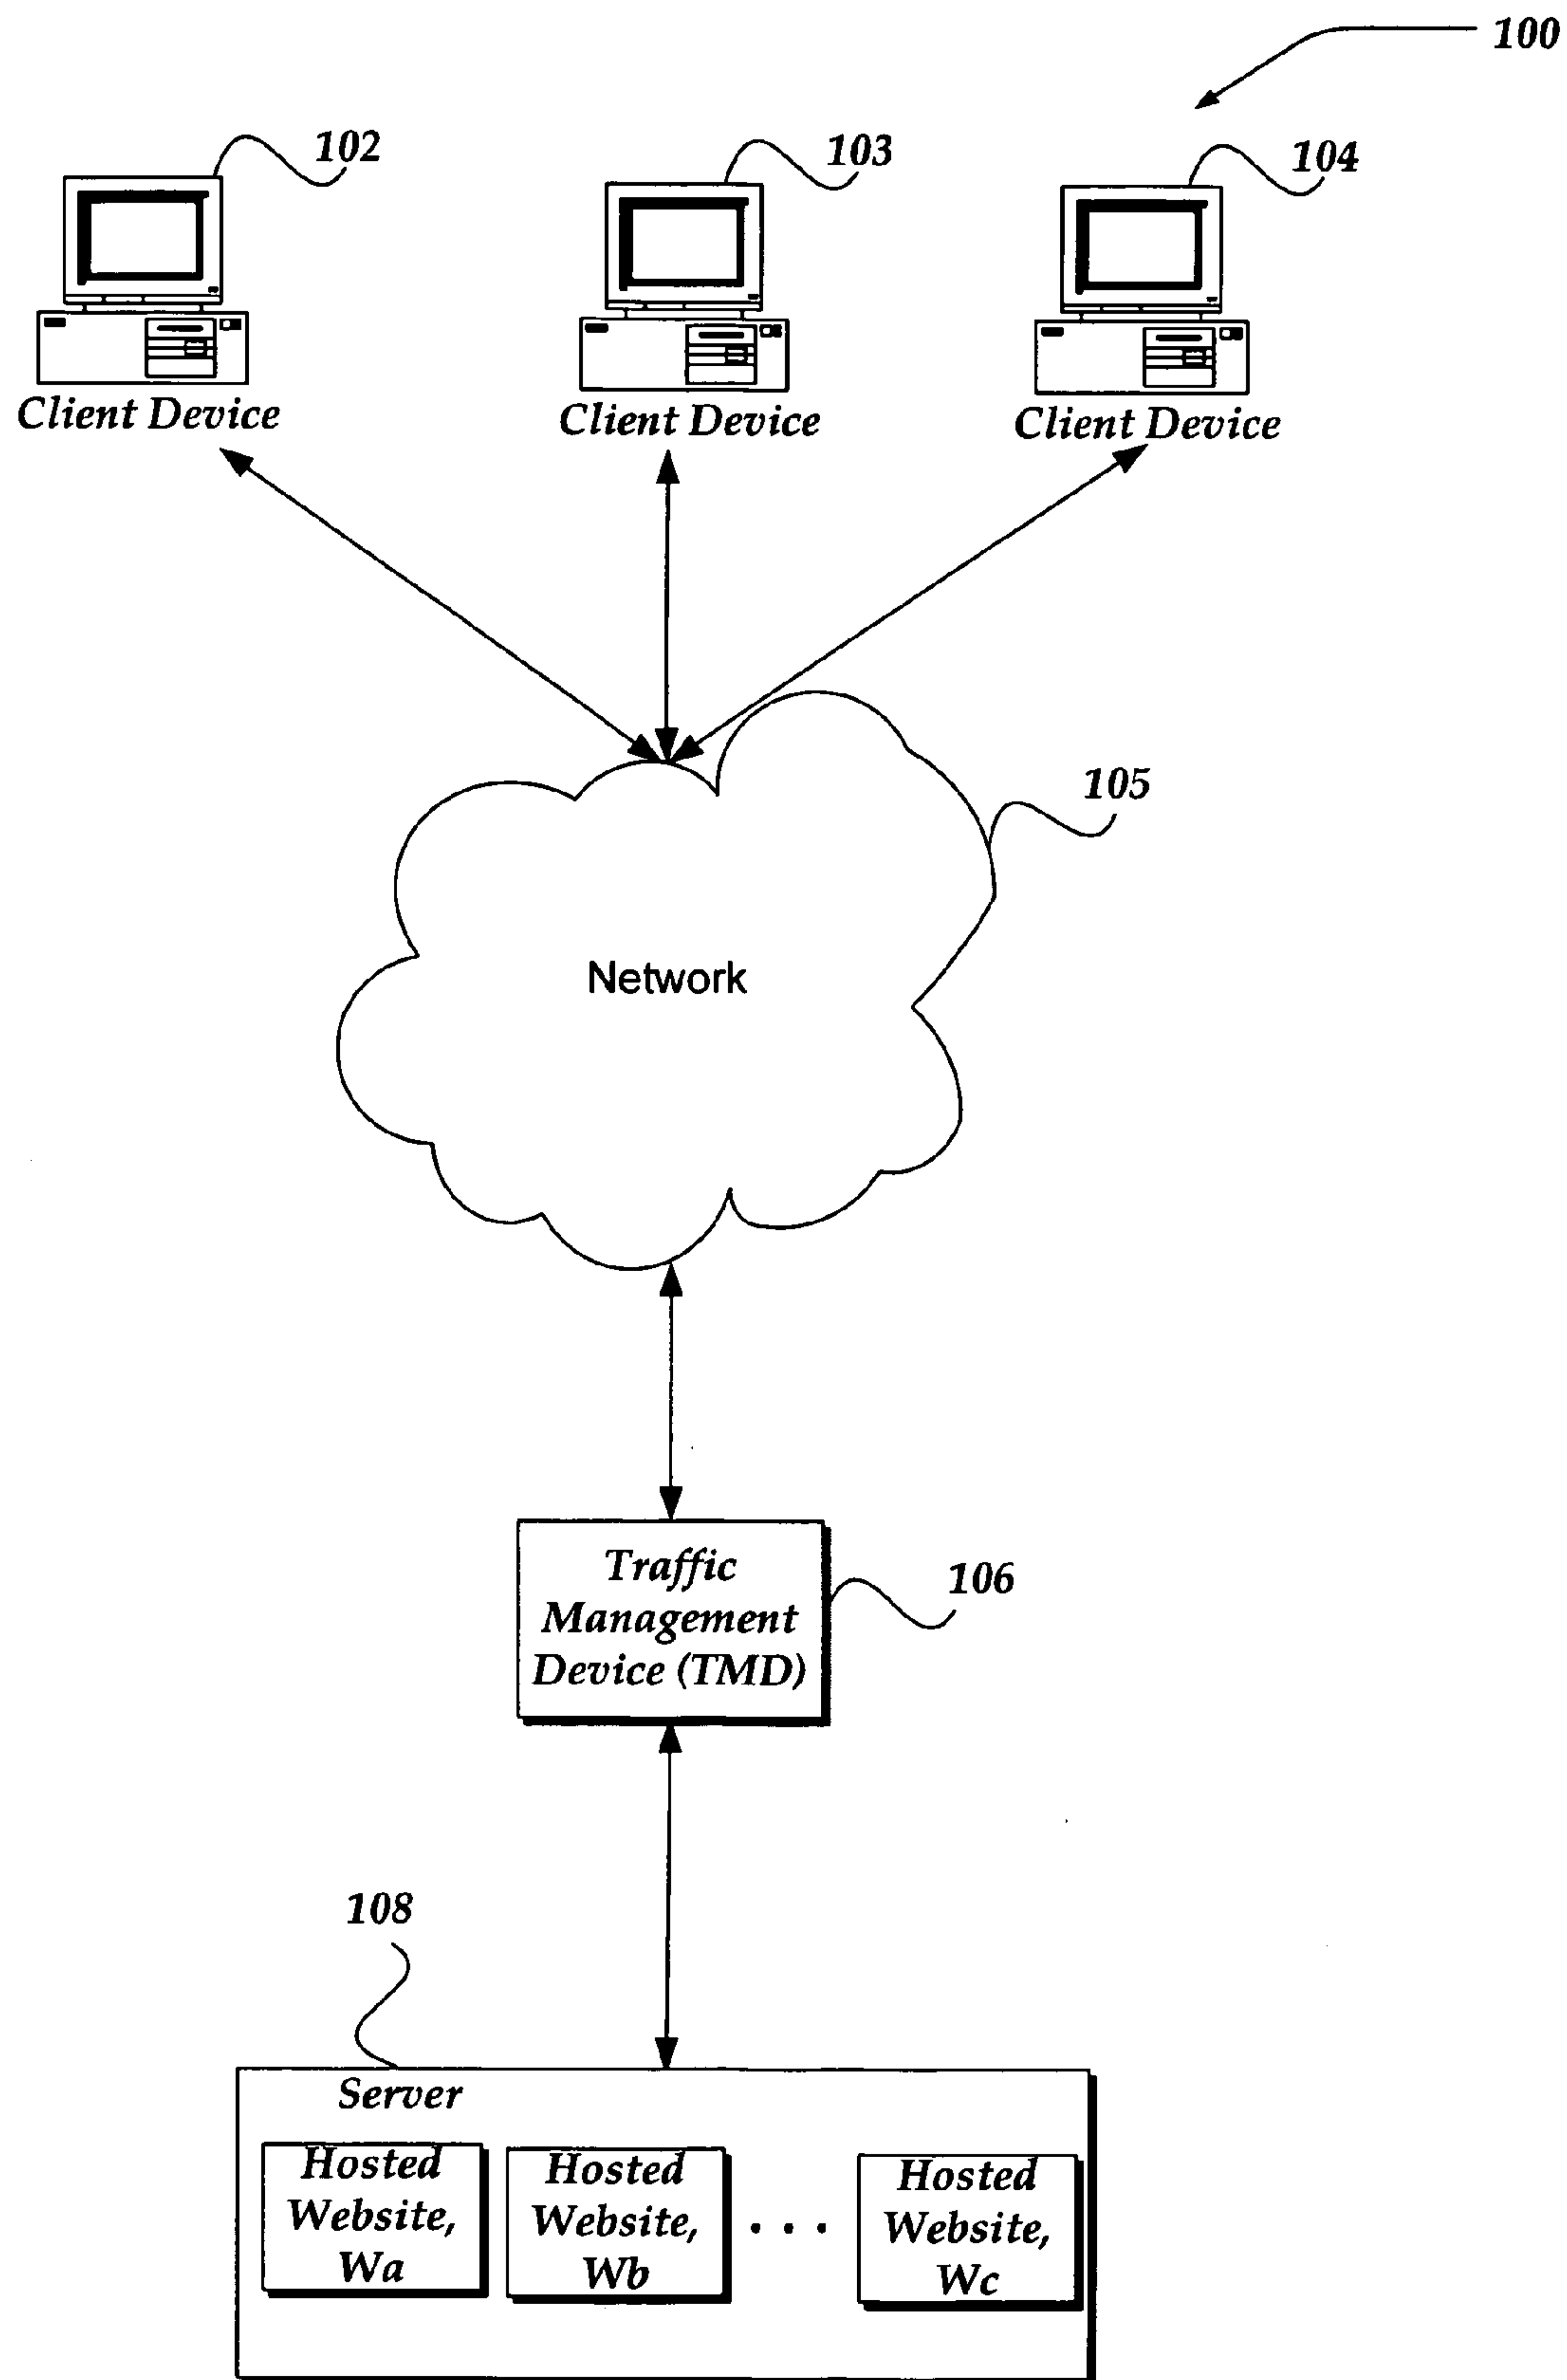 100
102
103
104
Client Device
Client Device
Client Device
105
Network
Traffic
Management
Device (TMD)
106
108
Server
Hosted
Website,
Wa
Hosted
Website,
Wb
. . .
Hosted
Website,
Wc